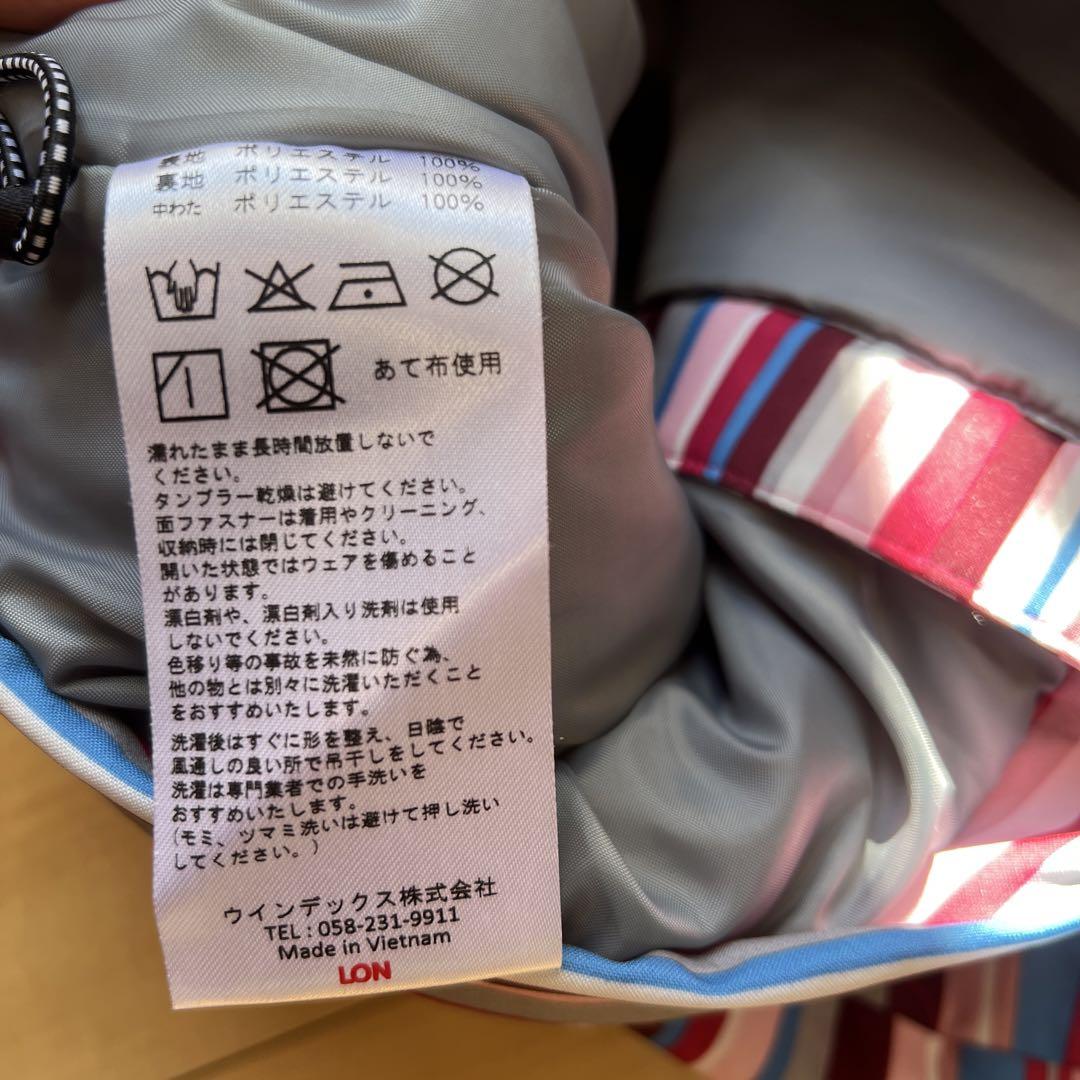 裏地 ポリエステル 100%
裏地 ポリエステル 100%
中わた ポリエステル 100%
あて布使用
濡れたまま長時間放置しないで
ください。
タンブラー乾燥は避けてください。
面ファスナーは着用やクリーニング、
収納時には閉じてください。
開いた状態ではウェアを傷めること
があります。
漂白剤や、漂白剤入り洗剤は使用
しないでください。
色移り等の事故を未然に防ぐ為、
他の物とは別々に洗濯いただくこと
をおすすめいたします。
洗濯後はすぐに形を整え、日陰で
風通しの良い所で吊干しをしてください。
洗濯は専門業者での手洗いを
おすすめいたします。
(モミ、ツマミ洗いは避けて押し洗い
してください。)
ウインデックス株式会社
TEL : 058-231-9911
Made in Vietnam
LON